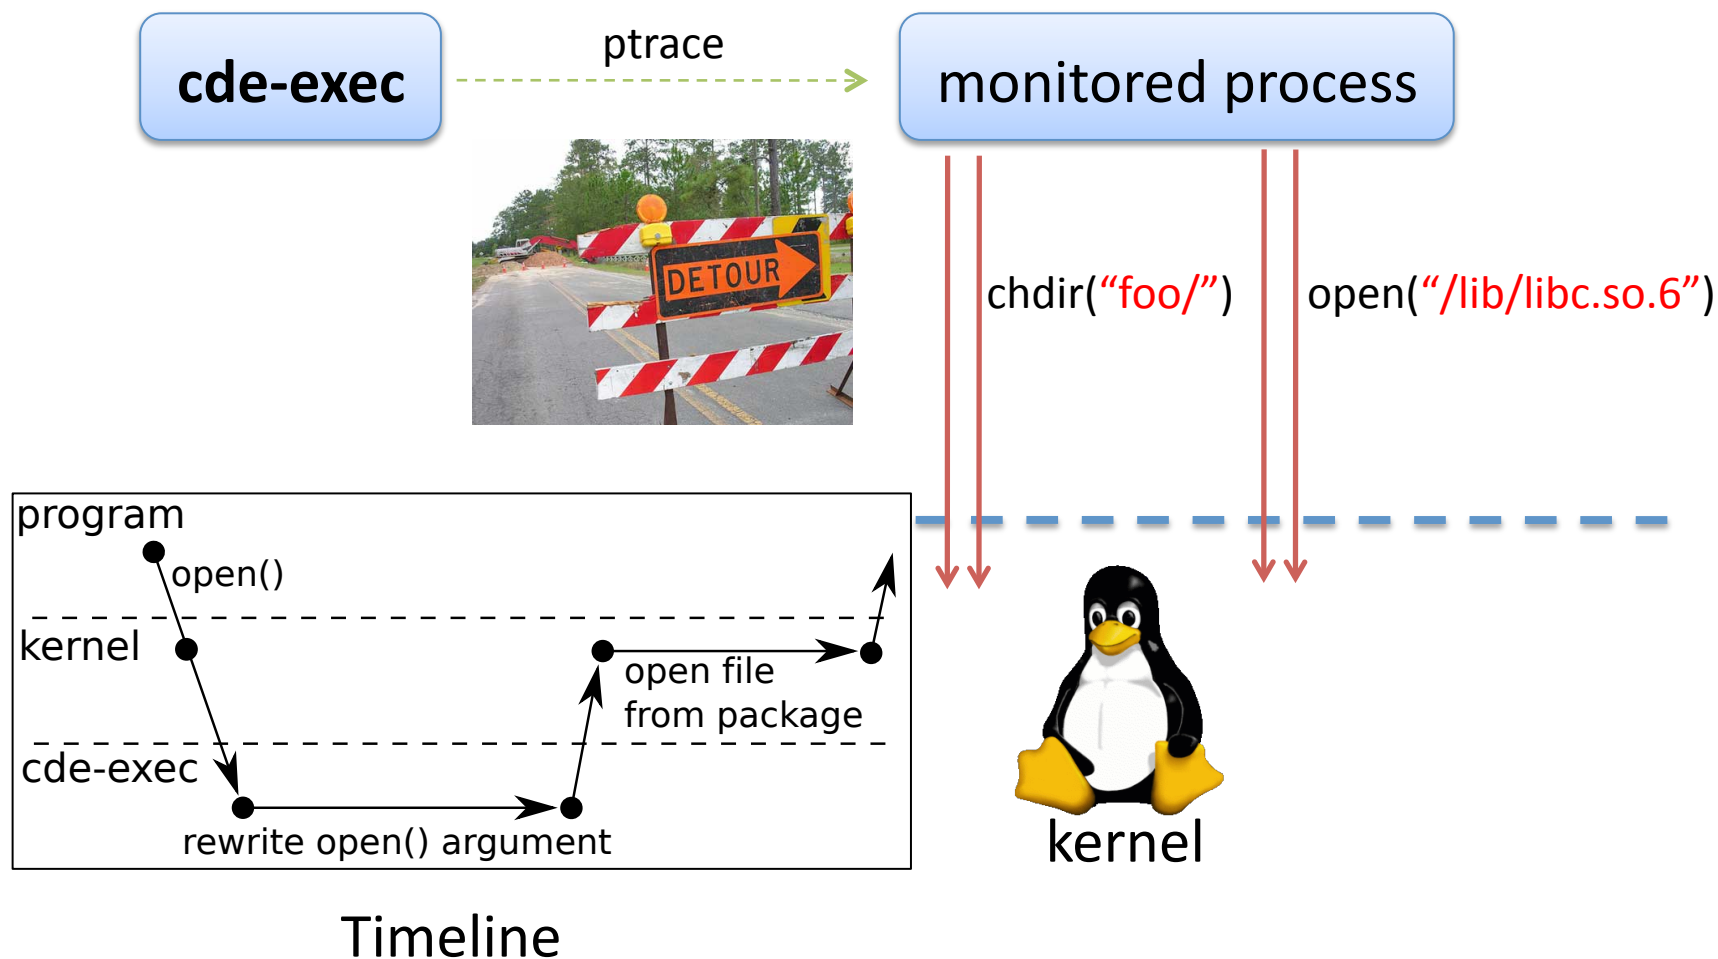 cde-exec
ptrace
monitored process
DETOUR
chdir(“foo/”)
open(“/lib/libc.so.6”)
program
open()
kernel
open file
from package
cde-exec
rewrite open() argument
kernel
Timeline